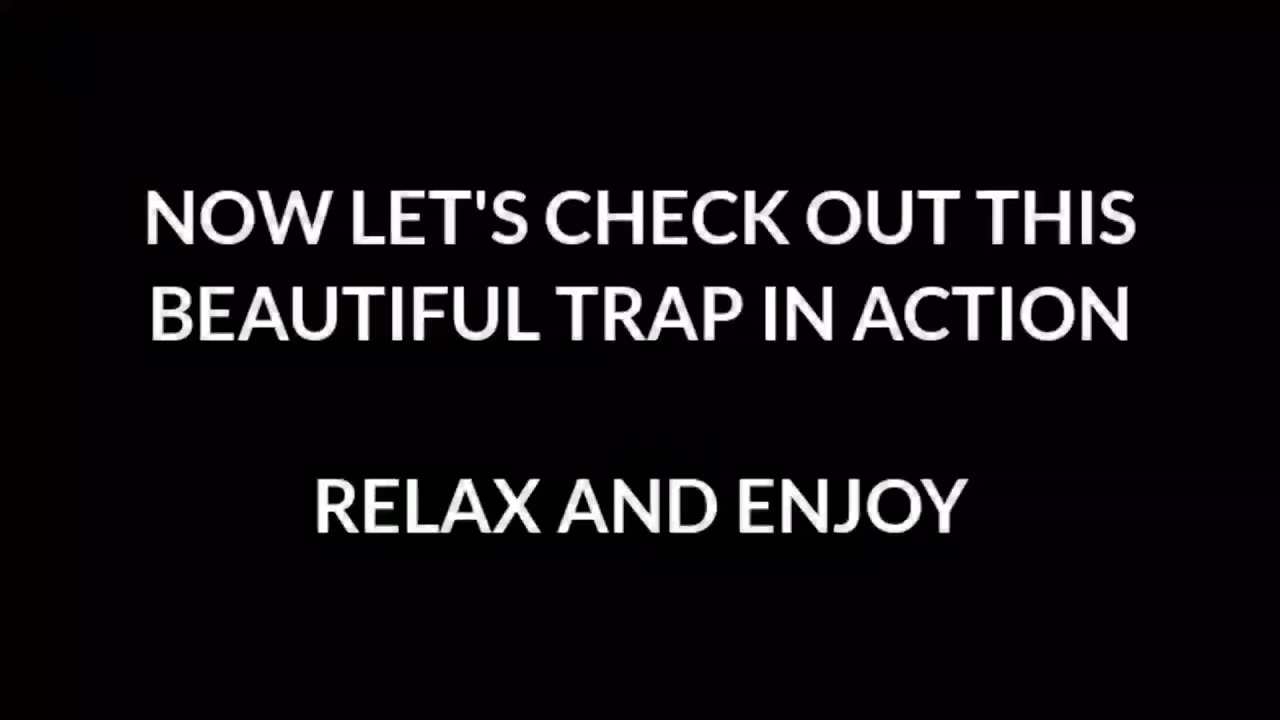 NOW LET'S CHECK OUT THIS
BEAUTIFUL TRAP IN ACTION
RELAX AND ENJOY